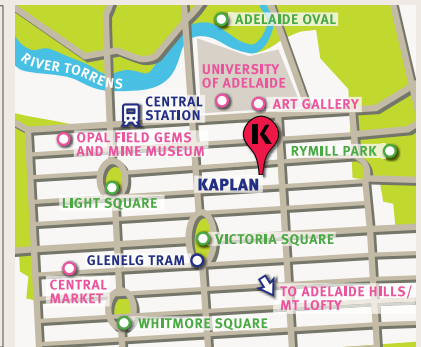 ADELAIDE OVAL
RIVER TORRENS
UNIVERSITY
OF ADELAIDE
CENTRAL
STATION
ART GALLERY
OPAL FIELD GEMS
AND MINE MUSEUM
K
RYMILL PARK
KAPLAN
LIGHT SQUARE
VICTORIA SQUARE
GLENELG TRAM
CENTRAL
MARKET
TO ADELAIDE HILLS/
MT LOFTY
WHITMORE SQUARE